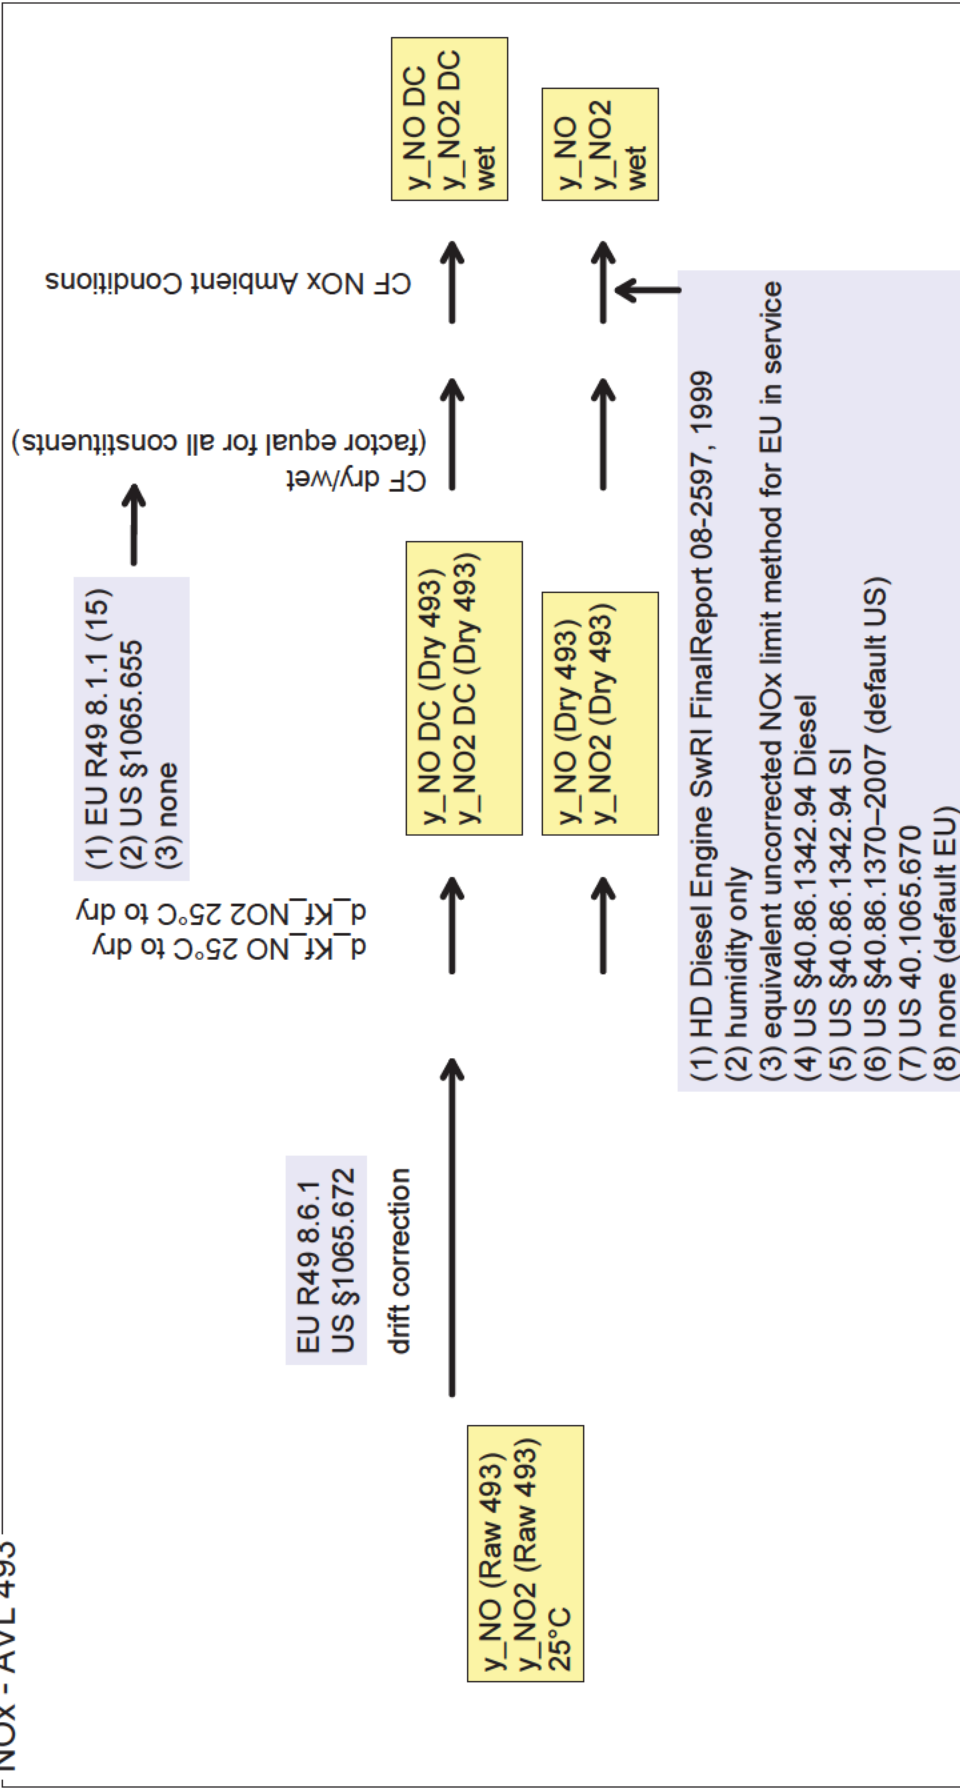 NOx - AVL 493
y_NO (Raw 493)
y_NO2 (Raw 493)
25°C
EU R49 8.6.1
US §1065.672
drift correction
d_Kf_NO 25°C to dry
d_Kf_NO2 25°C to dry
(1) EU R49 8.1.1 (15)
(2) US §1065.655
(3) none
y_NO DC (Dry 493)
y_NO2 DC (Dry 493)
y_NO (Dry 493)
y_NO2 (Dry 493)
CF dry/wet
(factor equal for all constituents)
CF NOx Ambient Conditions
y_NO DC
y_NO2 DC
wet
y_NO
y_NO2
wet
(1) HD Diesel Engine SwRI FinalReport 08-2597, 1999
(2) humidity only
(3) equivalent uncorrected NOx limit method for EU in service
(4) US §40.86.1342.94 Diesel
(5) US §40.86.1342.94 SI
(6) US §40.86.1370–2007 (default US)
(7) US 40.1065.670
(8) none (default EU)